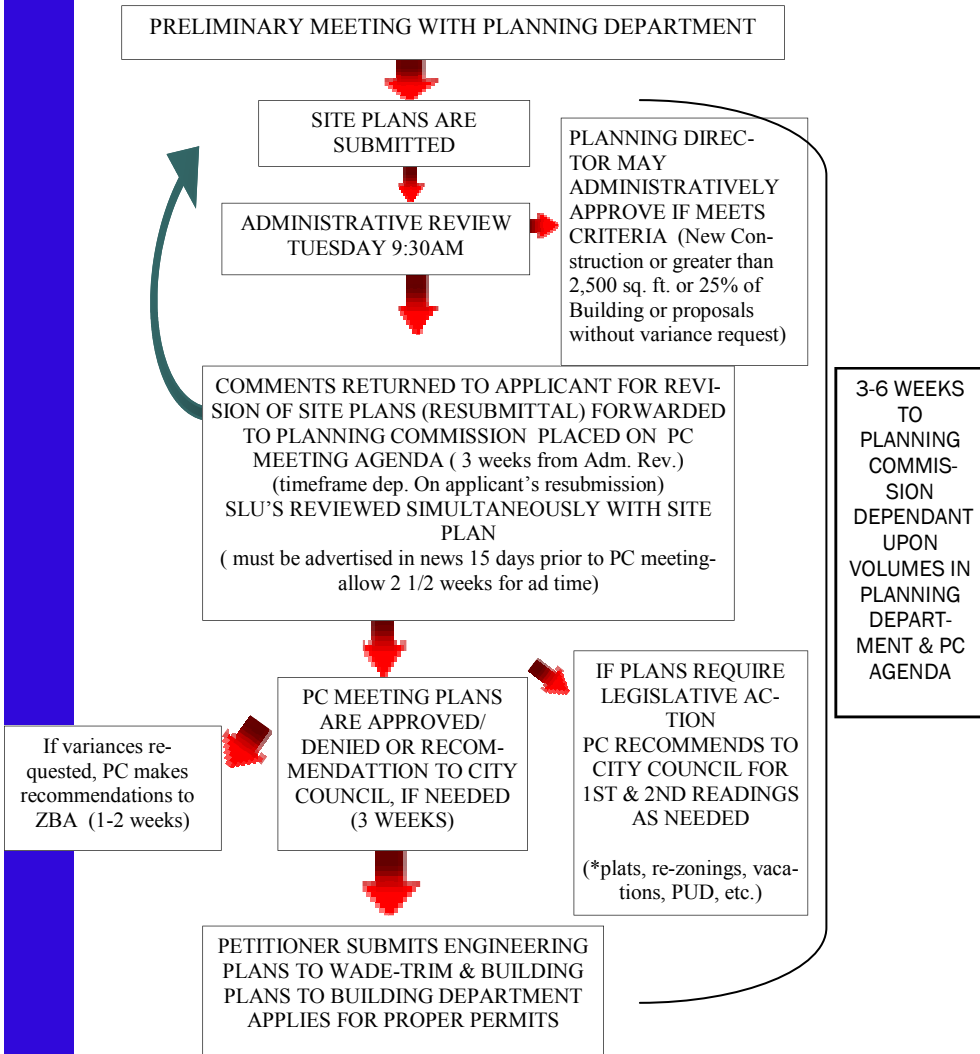 PRELIMINARY MEETING WITH PLANNING DEPARTMENT
SITE PLANS ARE
SUBMITTED
ADMINISTRATIVE REVIEW
TUESDAY 9:30AM
PLANNING DIREC-
TOR MAY
ADMINISTRATIVELY
APPROVE IF MEETS
CRITERIA (New Con-
struction or greater than
2,500 sq. ft. or 25% of
Building or proposals
without variance request)
COMMENTS RETURNED TO APPLICANT FOR REVI-
SION OF SITE PLANS (RESUBMITTAL) FORWARDED
TO PLANNING COMMISSION PLACED ON PC
MEETING AGENDA ( 3 weeks from Adm. Rev.)
(timeframe dep. On applicant's resubmission)
SLU'S REVIEWED SIMULTANEOUSLY WITH SITE
PLAN
( must be advertised in news 15 days prior to PC meeting-
allow 2 1/2 weeks for ad time)
3-6 WEEKS
TO
PLANNING
COMMIS-
SION
DEPENDANT
UPON
VOLUMES IN
PLANNING
DEPART-
MENT & PC
AGENDA
If variances re-
quested, PC makes
recommendations to
ZBA (1-2 weeks)
PC MEETING PLANS
ARE APPROVED/
DENIED OR RECOM-
MENDATTION TO CITY
COUNCIL, IF NEEDED
(3 WEEKS)
IF PLANS REQUIRE
LEGISLATIVE AC-
TION
PC RECOMMENDS TO
CITY COUNCIL FOR
1ST & 2ND READINGS
AS NEEDED
(*plats, re-zonings, vaca-
tions, PUD, etc.)
PETITIONER SUBMITS ENGINEERING
PLANS TO WADE-TRIM & BUILDING
PLANS TO BUILDING DEPARTMENT
APPLIES FOR PROPER PERMITS